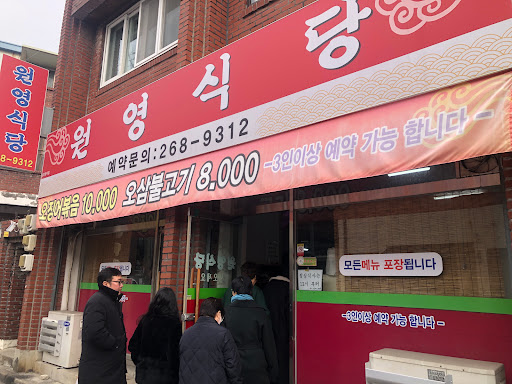 원영식당
예약문의:268-9312
오징어볶음 10,000 오삼불고기 8,000 -3인이상 예약 가능 합니다-
원영식당
8-9312
모든메뉴 포장됩니다
-3인이상 예약 가능 합니다-